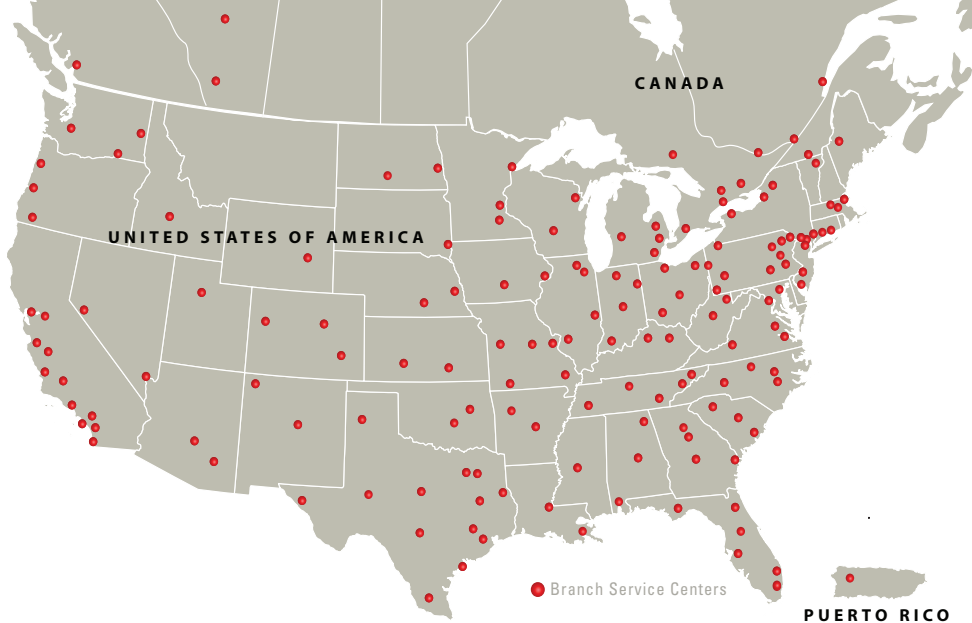 CANADA
UNITED STATES OF AMERICA
Branch Service Centers
PUERTO RICO